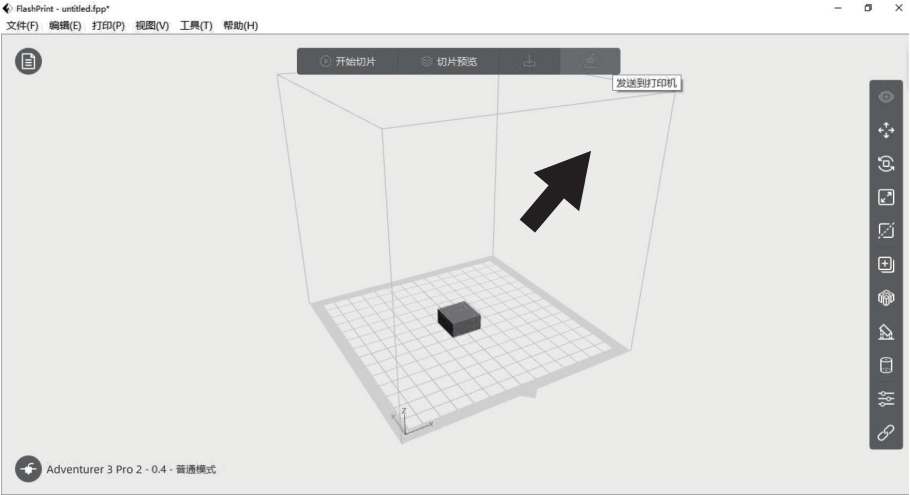 FlashPrint - untitled.fpp*
文件(F) 编辑(E) 打印(P) 视图(V) 工具(T) 帮助(H)
开始切片 切片预览
发送到打印机
Z
Adventurer 3 Pro 2 - 0.4 - 普通模式